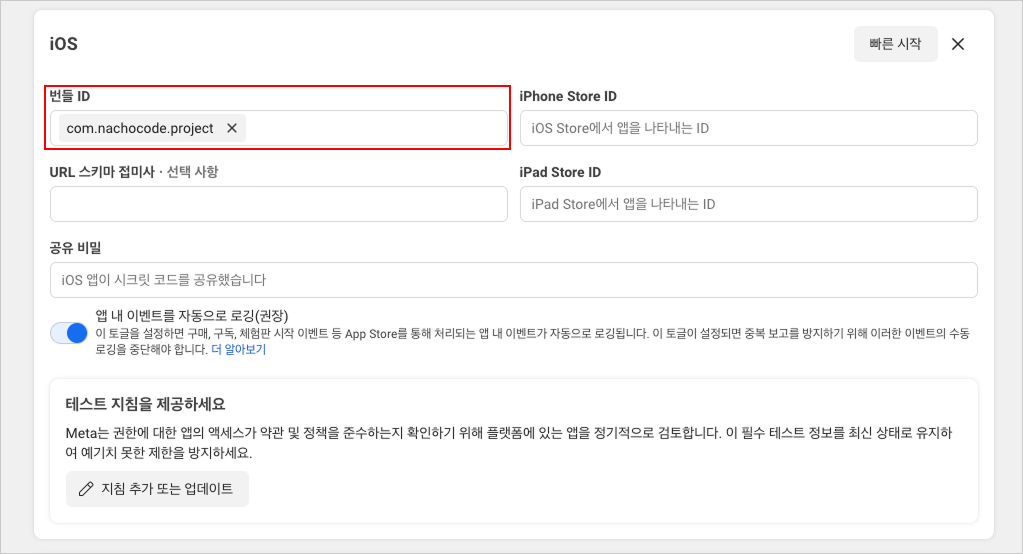 iOS
빠른 시작
번들 ID
iPhone Store ID
com.nachocode.project
iOS Store에서 앱을 나타내는 ID
URL 스키마 접미사 · 선택 사항
iPad Store ID
iPad Store에서 앱을 나타내는 ID
공유 비밀
iOS 앱이 시크릿 코드를 공유했습니다
앱 내 이벤트를 자동으로 로깅(권장)
이 토글을 설정하면 구매, 구독, 체험판 시작 이벤트 등 App Store를 통해 처리되는 앱 내 이벤트가 자동으로 로깅됩니다. 이 토글이 설정되면 중복 보고를 방지하기 위해 이러한 이벤트의 수동
로깅을 중단해야 합니다. 더 알아보기
테스트 지침을 제공하세요
Meta는 권한에 대한 앱의 액세스가 약관 및 정책을 준수하는지 확인하기 위해 플랫폼에 있는 앱을 정기적으로 검토합니다. 이 필수 테스트 정보를 최신 상태로 유지하
여 예기치 못한 제한을 방지하세요.
지침 추가 또는 업데이트